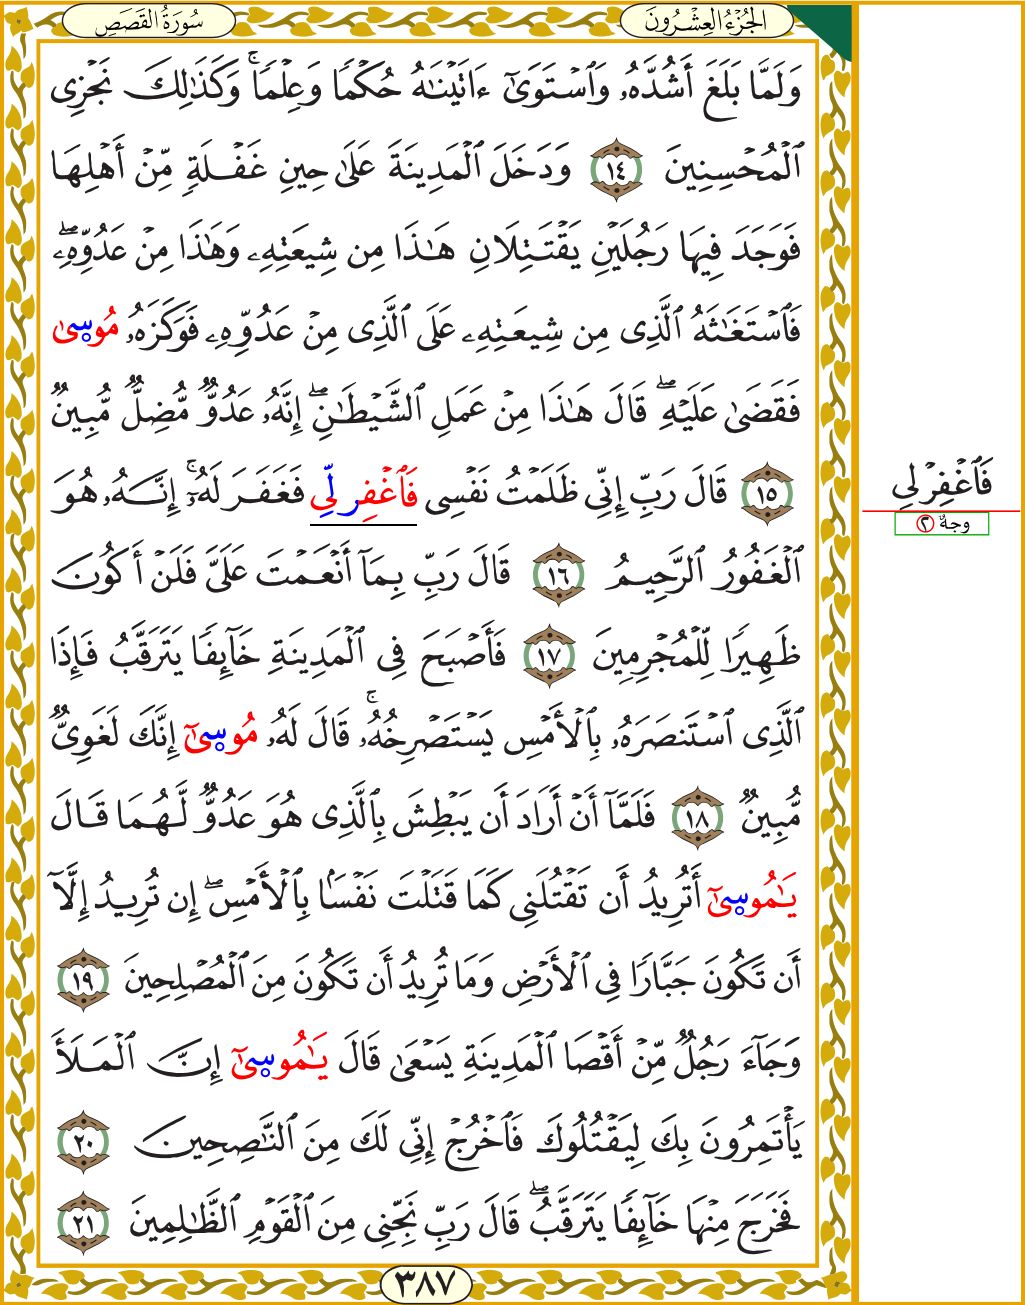 الجُزْءُ العِشْرُونَ
سُورَةُ القَصَصِ
وَلَمَّا بَلَغَ أَشُدَّهُۥ وَٱسْتَوَىٰٓ ءَاتَيْنَٰهُ حُكْمًا وَعِلْمًا ۚ وَكَذَٰلِكَ نَجْزِى
ٱلْمُحْسِنِينَ ١٤ وَدَخَلَ ٱلْمَدِينَةَ عَلَىٰ حِينِ غَفْلَةٍ مِّنْ أَهْلِهَا
فَوَجَدَ فِيهَا رَجُلَيْنِ يَقْتَتِلَانِ هَٰذَا مِن شِيعَتِهِۦ وَهَٰذَا مِنْ عَدُوِّهِۦ ۖ
فَٱسْتَغَٰثَهُ ٱلَّذِى مِن شِيعَتِهِۦ عَلَى ٱلَّذِى مِنْ عَدُوِّهِۦ فَوَكَزَهُۥ مُوسَىٰ
فَقَضَىٰ عَلَيْهِ ۖ قَالَ هَٰذَا مِنْ عَمَلِ ٱلشَّيْطَٰنِ ۖ إِنَّهُۥ عَدُوٌّ مُّضِلٌّ مُّبِينٌ
١٥ قَالَ رَبِّ إِنِّى ظَلَمْتُ نَفْسِى فَٱغْفِر لِّى فَغَفَرَ لَهُۥٓ ۚ إِنَّهُۥ هُوَ
ٱلْغَفُورُ ٱلرَّحِيمُ ١٦ قَالَ رَبِّ بِمَآ أَنْعَمْتَ عَلَىَّ فَلَنْ أَكُونَ
ظَهِيرًا لِّلْمُجْرِمِينَ ١٧ فَأَصْبَحَ فِى ٱلْمَدِينَةِ خَآئِفًا يَتَرَقَّبُ فَإِذَا
ٱلَّذِى ٱسْتَنصَرَهُۥ بِٱلْأَمْسِ يَسْتَصْرِخُهُۥ ۚ قَالَ لَهُۥ مُوسَىٰٓ إِنَّكَ لَغَوِىٌّ
مُّبِينٌ ١٨ فَلَمَّآ أَنْ أَرَادَ أَن يَبْطِشَ بِٱلَّذِى هُوَ عَدُوٌّ لَّهُمَا قَالَ
يَٰمُوسَىٰٓ أَتُرِيدُ أَن تَقْتُلَنِى كَمَا قَتَلْتَ نَفْسًۢا بِٱلْأَمْسِ ۖ إِن تُرِيدُ إِلَّآ
أَن تَكُونَ جَبَّارًا فِى ٱلْأَرْضِ وَمَا تُرِيدُ أَن تَكُونَ مِنَ ٱلْمُصْلِحِينَ ١٩
وَجَآءَ رَجُلٌ مِّنْ أَقْصَا ٱلْمَدِينَةِ يَسْعَىٰ قَالَ يَٰمُوسَىٰٓ إِنَّ ٱلْمَلَأَ
يَأْتَمِرُونَ بِكَ لِيَقْتُلُوكَ فَٱخْرُجْ إِنِّى لَكَ مِنَ ٱلنَّٰصِحِينَ ٢٠
فَخَرَجَ مِنْهَا خَآئِفًا يَتَرَقَّبُ ۖ قَالَ رَبِّ نَجِّنِى مِنَ ٱلْقَوْمِ ٱلظَّٰلِمِينَ ٢١
٣٨٧
فَٱغْفِرْ لِى
وجهٌ ٢